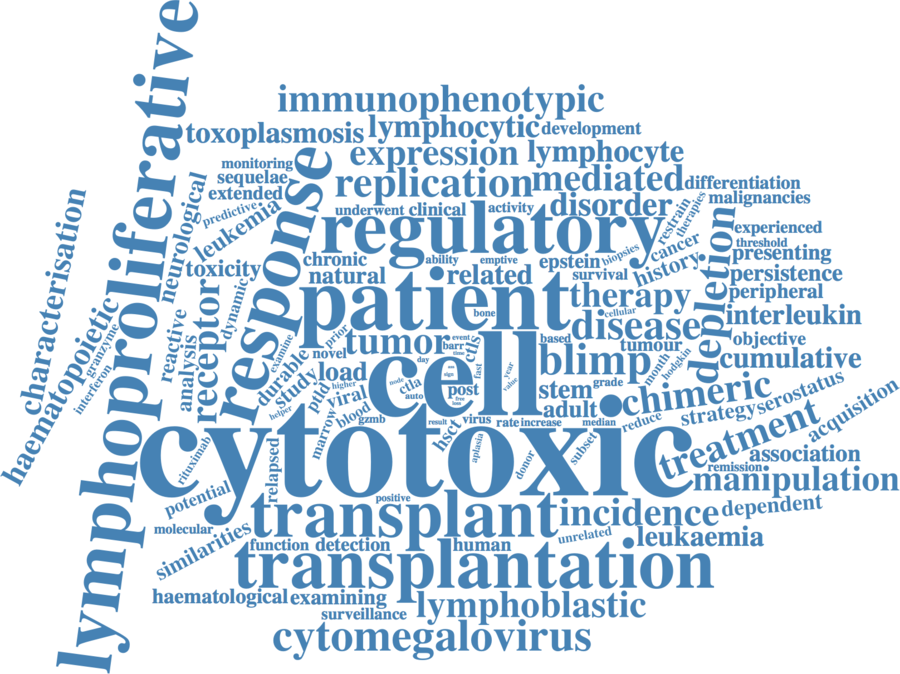 immunophenotypic
toxoplasmosis
lymphocytic
development
expression
lymphocyte
monitoring
sequelae
extended
replication
mediated
differentiation
predictive
leukemia
underwent
clinical
activity
disorder
malignancies
restrain
therapies
regulatory
experienced
threshold
cancer
presenting
biopsies
history
chronic
ability
emptive
epstein
survival
persistence
toxicity
natural
related
peripheral
neurological
lymphoproliferative
characterisation
haematopoietic
granzyme
interferon
reactive
analysis
receptor
dynamic
response
examine
durable
helper
study
patient
bone
therapy
cellular
disease
depletion
interleukin
prior
novel
tumor
event
barr
time
ctls
based
tumour
objective
load
day
cell
blimp
month
hodgkin
cumulative
ptld
higher
viral
node
ctla
auto
sign
post
fast
year
value
stem
grade
chimeric
serostatus
strategy
acquisition
marrow
blood
gzmb
free
result
virus
rate
increase
adult
median
reduce
hsct
aplasia
donor
subset
cytotoxic
treatment
association
remission
manipulation
rituximab
relapsed
potential
positive
dependent
molecular
transplant
incidence
unrelated
leukaemia
similarities
function
detection
human
transplantation
haematological
examining
lymphoblastic
surveillance
cytomegalovirus